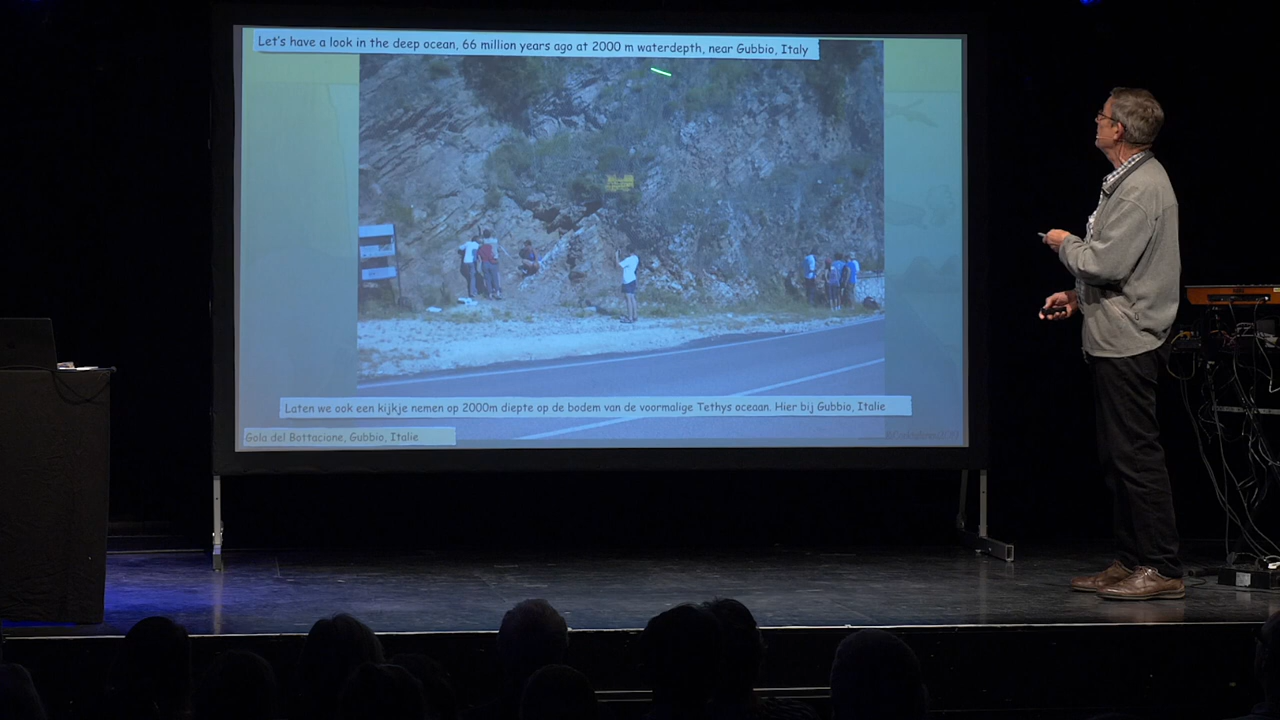 Let's have a look in the deep ocean, 66 million years ago at 2000 m waterdepth, near Gubbio, Italy
Laten we ook een kijkje nemen op 2000m diepte op de bodem van de voormalige Tethys oceaan. Hier bij Gubbio, Italie
Gola del Bottacione, Gubbio, Italie